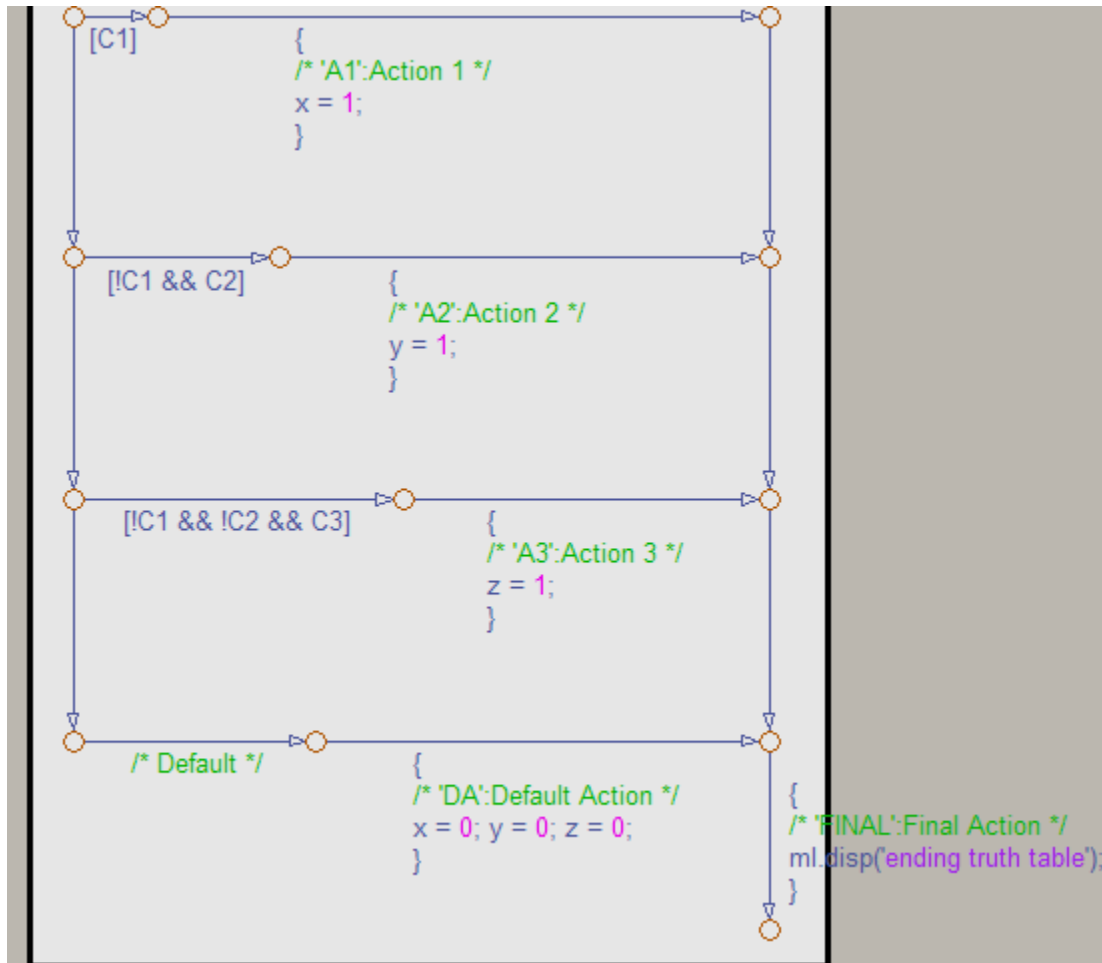 [C1]
{
/* 'A1':Action 1 */
x = 1;
}
[!C1 && C2]
{
/* 'A2':Action 2 */
y = 1;
}
[!C1 && !C2 && C3]
{
/* 'A3':Action 3 */
z = 1;
}
/* Default */
{
/* 'DA':Default Action */
x = 0; y = 0; z = 0;
}
{
/* 'FINAL':Final Action */
ml.disp('ending truth table');
}